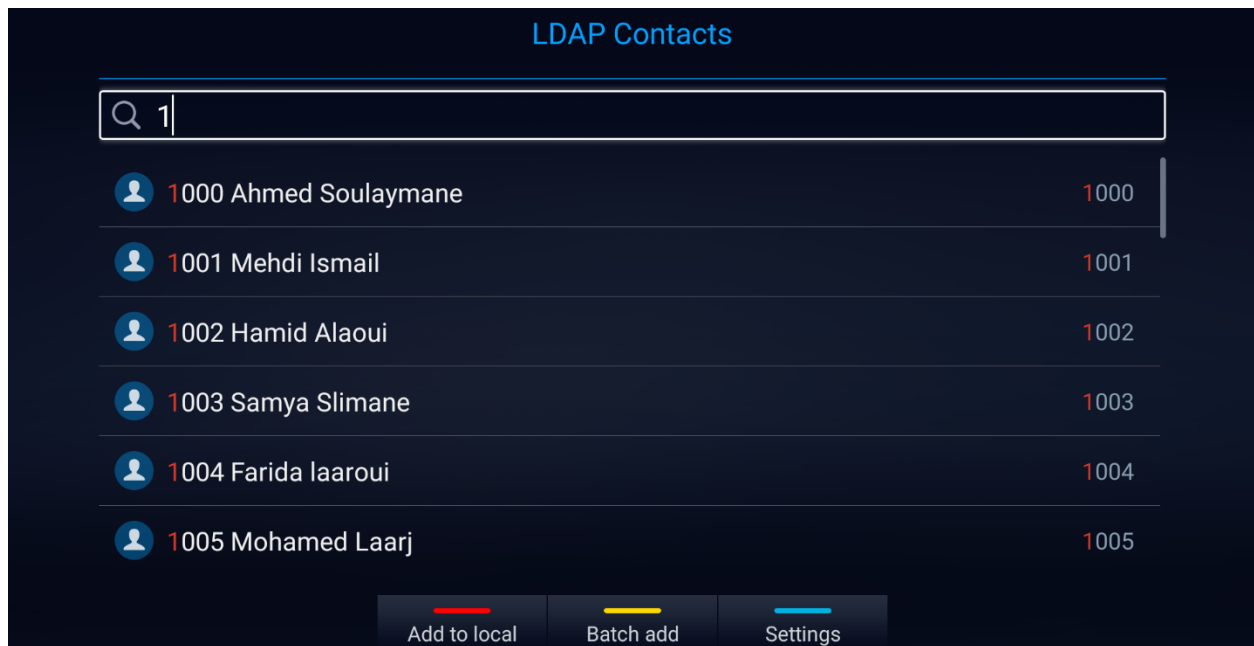 LDAP Contacts
1
1000 Ahmed Soulaymane 1000
1001 Mehdi Ismail 1001
1002 Hamid Alaoui 1002
1003 Samya Slimane 1003
1004 Farida laaroui 1004
1005 Mohamed Laarj 1005
Add to local Batch add Settings